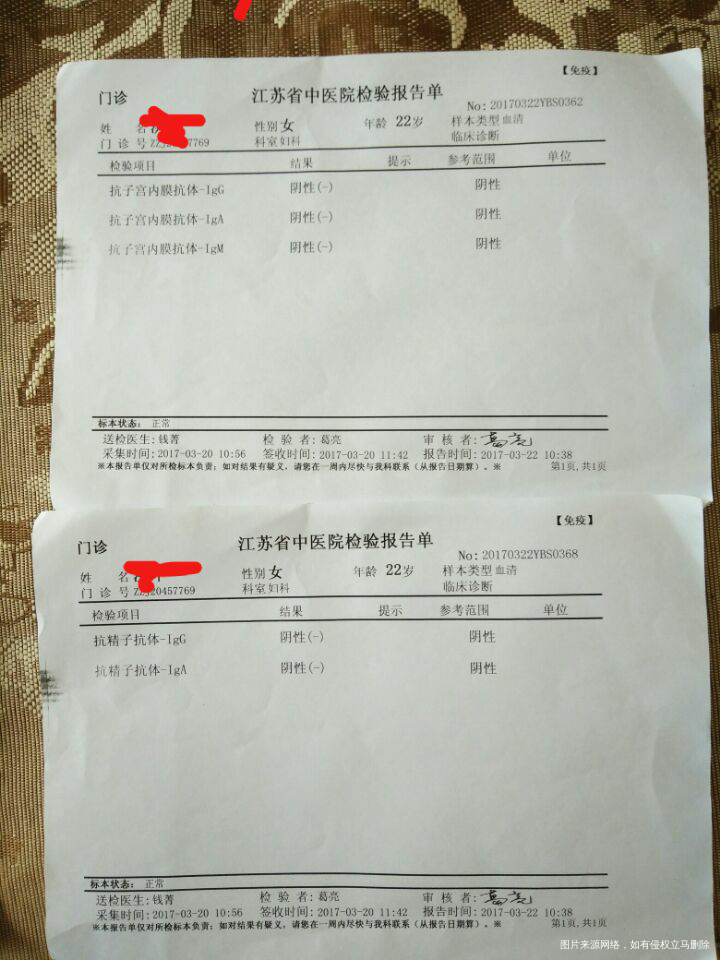 【免疫】
门诊 江苏省中医院检验报告单 No: 20170322YBS0362
姓 性别 女 年龄 22岁 样本类型 血清
门 诊 号 7769 科室 妇科 临床诊断
检验项目 结果 提示 参考范围 单位
抗子宫内膜抗体-IgG 阴性(-) 阴性
抗子宫内膜抗体-IgA 阴性(-) 阴性
抗子宫内膜抗体-IgM 阴性(-) 阴性
标本状态: 正常
送检医生: 钱菁 检 验 者: 葛亮 审 核 者: 葛亮
采集时间: 2017-03-20 10:56 签收时间: 2017-03-20 11:42 报告时间: 2017-03-22 10:38
※本报告单仅对所检标本负责; 如对结果有疑义, 请您在一周内尽快与我科联系 (从报告日期算) 。※ 第1页, 共1页
【免疫】
门诊 江苏省中医院检验报告单 No: 20170322YBS0368
姓 名 性别 女 年龄 22岁 样本类型 血清
门 诊 号 ZZj20457769 科室 妇科 临床诊断
检验项目 结果 提示 参考范围 单位
抗精子抗体-IgG 阴性(-) 阴性
抗精子抗体-IgA 阴性(-) 阴性
标本状态: 正常
送检医生: 钱菁 检 验 者: 葛亮 审 核 者: 葛亮
采集时间: 2017-03-20 10:56 签收时间: 2017-03-20 11:42 报告时间: 2017-03-22 10:38
※本报告单仅对所检标本负责; 如对结果有疑义, 请您在一周内尽快与我科联系 (从报告日期算) 。※ 第1页, 共1页
图片来源网络，如有侵权立马删除